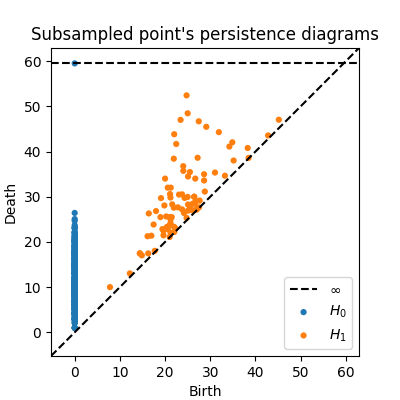 Subsampled point's persistence diagrams
60
50
40
30
20
10
0
Death
∞
H₀
H₁
0 10 20 30 40 50 60
Birth